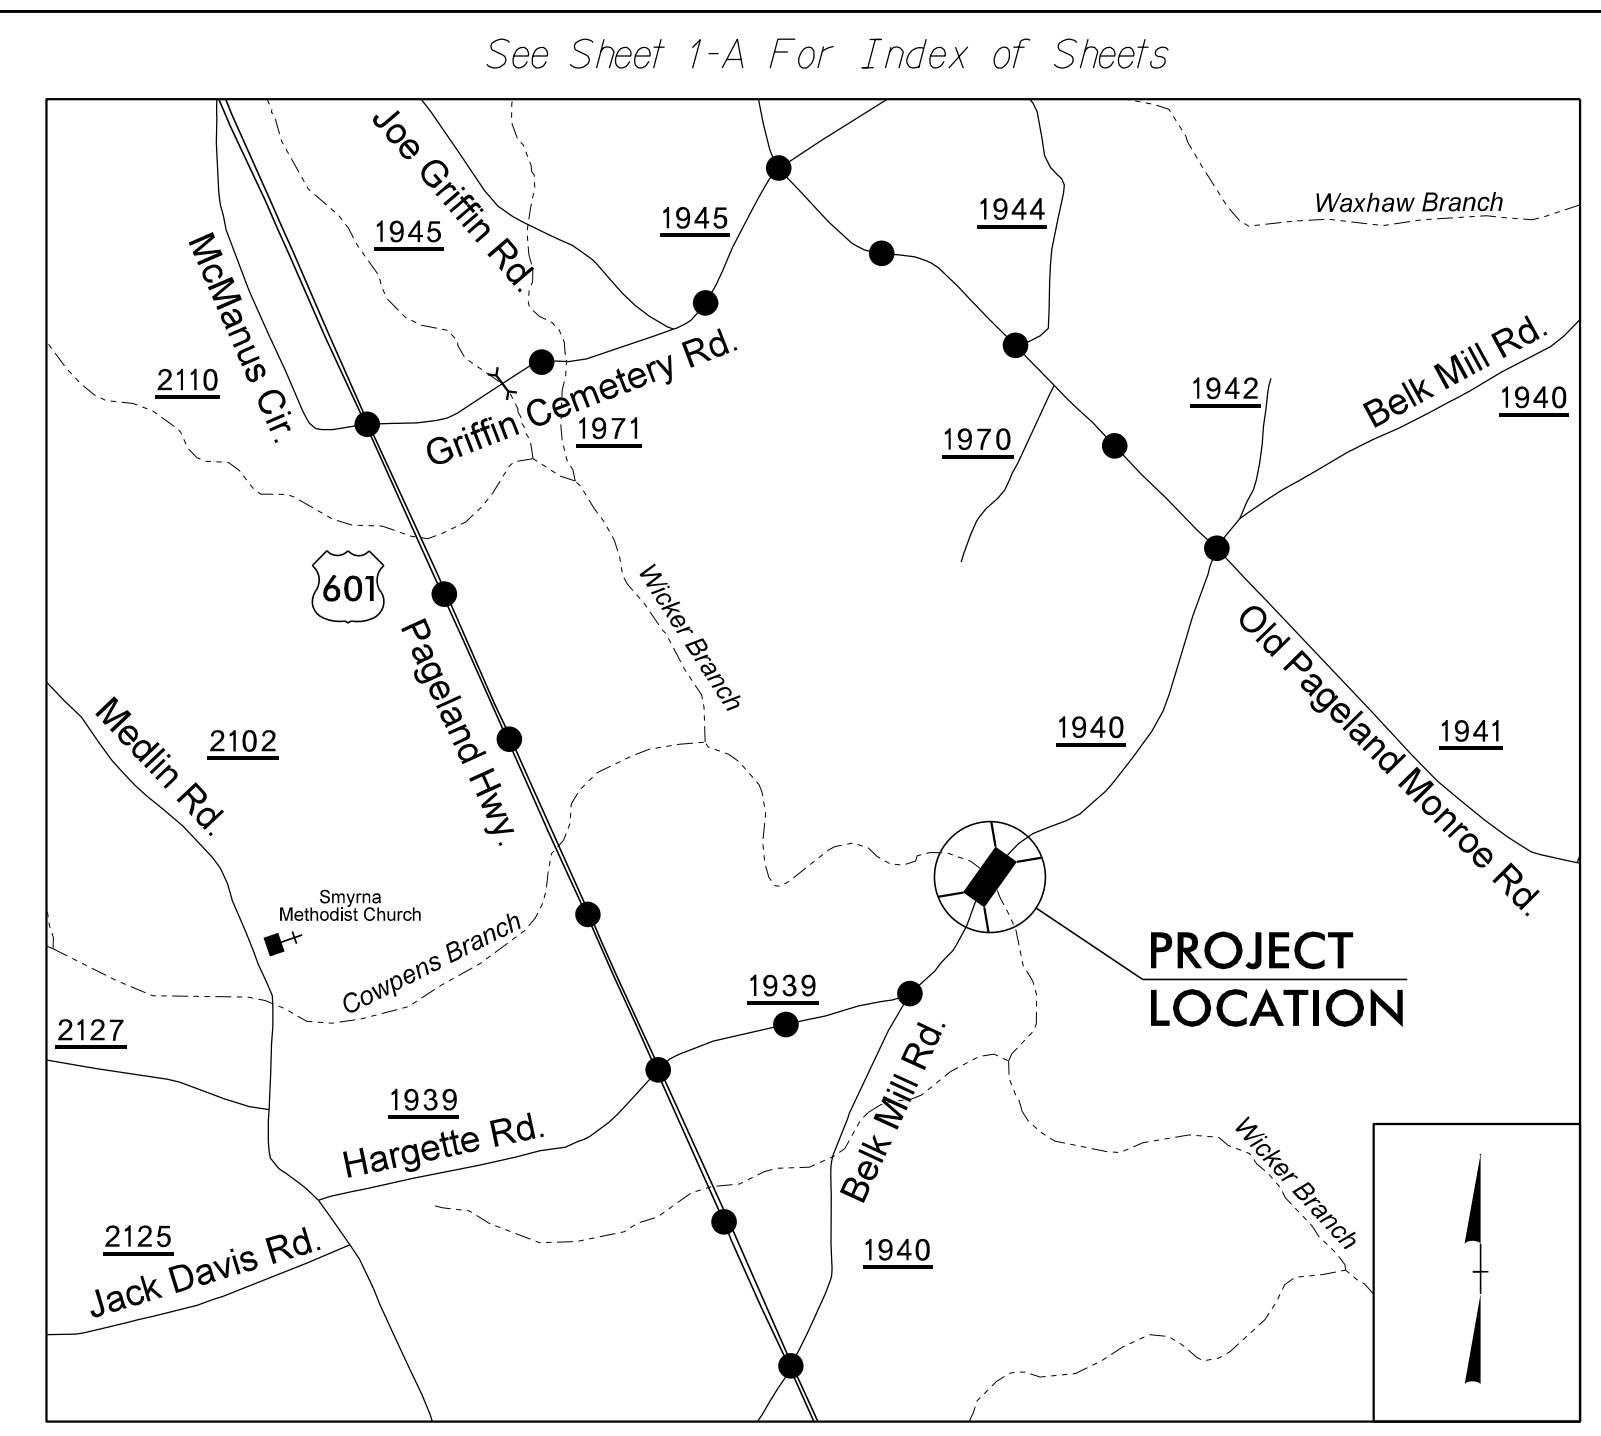 See Sheet 1-A For Index of Sheets
Joe Griffin Rd.
1945
1945
1944
Waxhaw Branch
McManus Cir.
2110
Griffin Cemetery Rd.
1971
1970
1942
Belk Mill Rd.
1940
601
Pageland Hwy.
Wicker Branch
Old Pageland Monroe Rd.
1940
1941
Medlin Rd.
2102
Smyrna
Methodist Church
Cowpens Branch
PROJECT
LOCATION
1939
2127
1939
Hargette Rd.
Belk Mill Rd.
1940
Wicker Branch
2125
Jack Davis Rd.